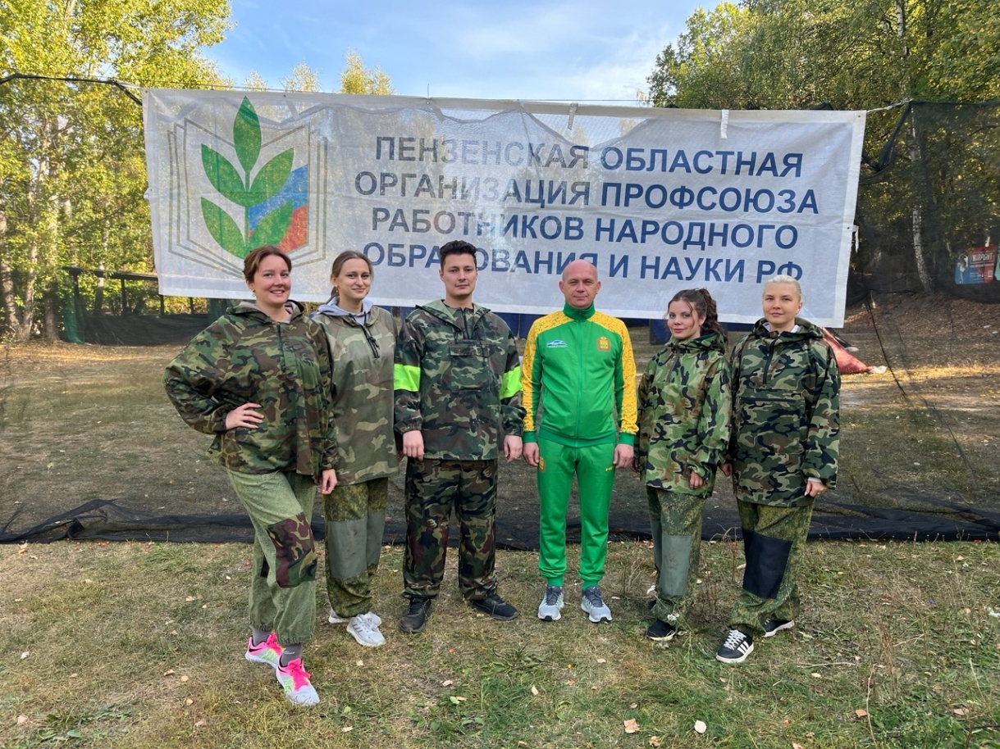 ПЕНЗЕНСКАЯ ОБЛАСТНАЯ
ОРГАНИЗАЦИЯ ПРОФСОЮЗА
РАБОТНИКОВ НАРОДНОГО
ОБРАЗОВАНИЯ И НАУКИ РФ